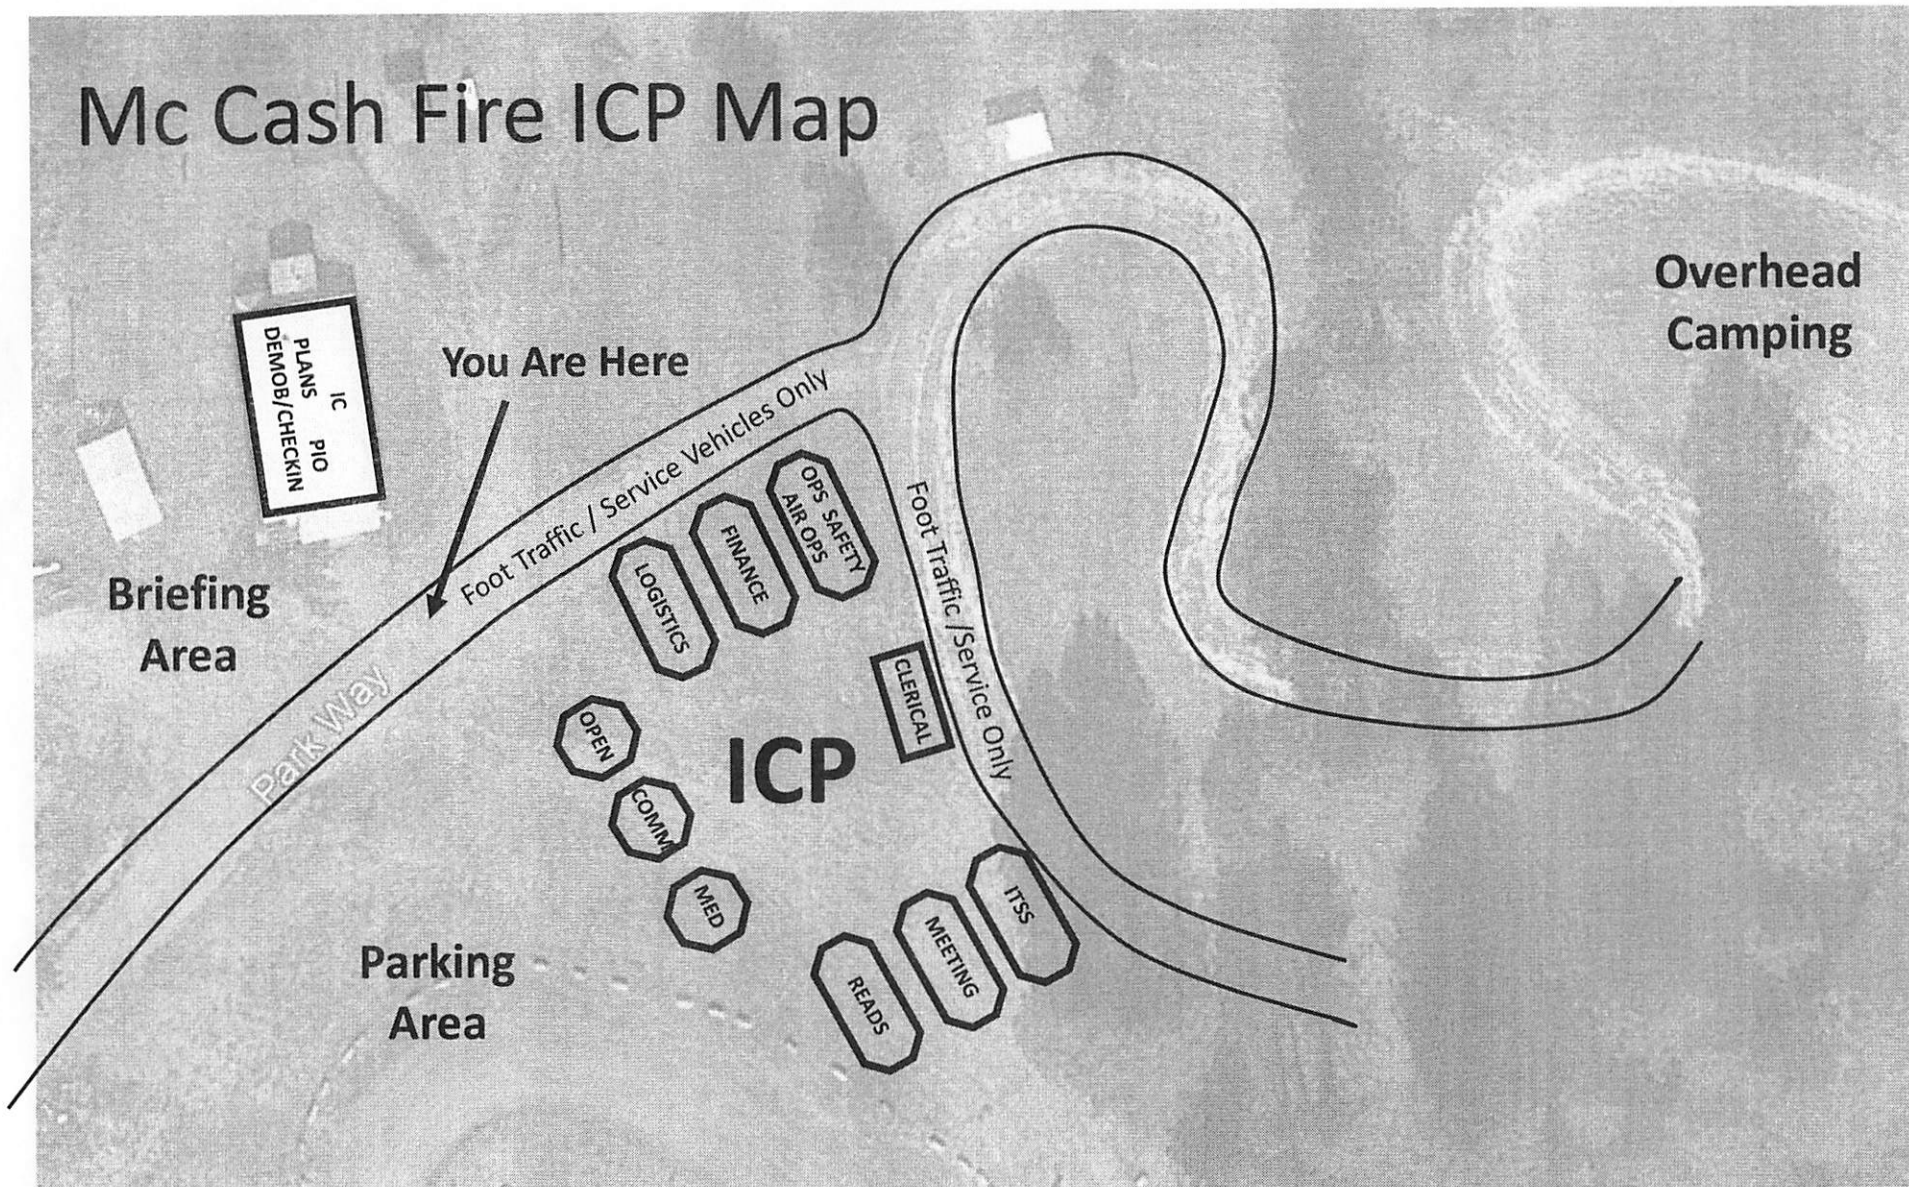 Mc Cash Fire ICP Map
Overhead
Camping
You Are Here
IC
PLANS PIO
DEMOB/CHECKIN
Foot Traffic / Service Vehicles Only
OPS SAFETY
AIR OPS
FINANCE
LOGISTICS
Foot Traffic /Service Only
Briefing
Area
Park Way
CLERICAL
OPEN
ICP
COMM
MED
ITSS
MEETING
READS
Parking
Area